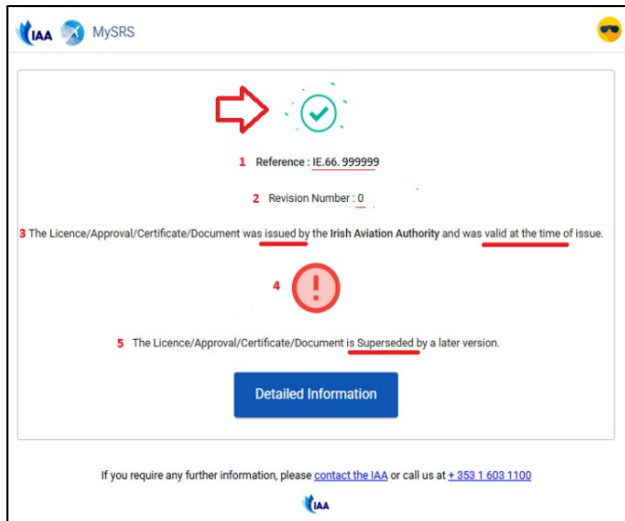 IAA MySRS
1 Reference : IE.66. 999999
2 Revision Number : 0
3 The Licence/Approval/Certificate/Document was issued by the Irish Aviation Authority and was valid at the time of issue.
4 !
5 The Licence/Approval/Certificate/Document is Superseded by a later version.
Detailed Information
If you require any further information, please contact the IAA or call us at + 353 1 603 1100
IAA